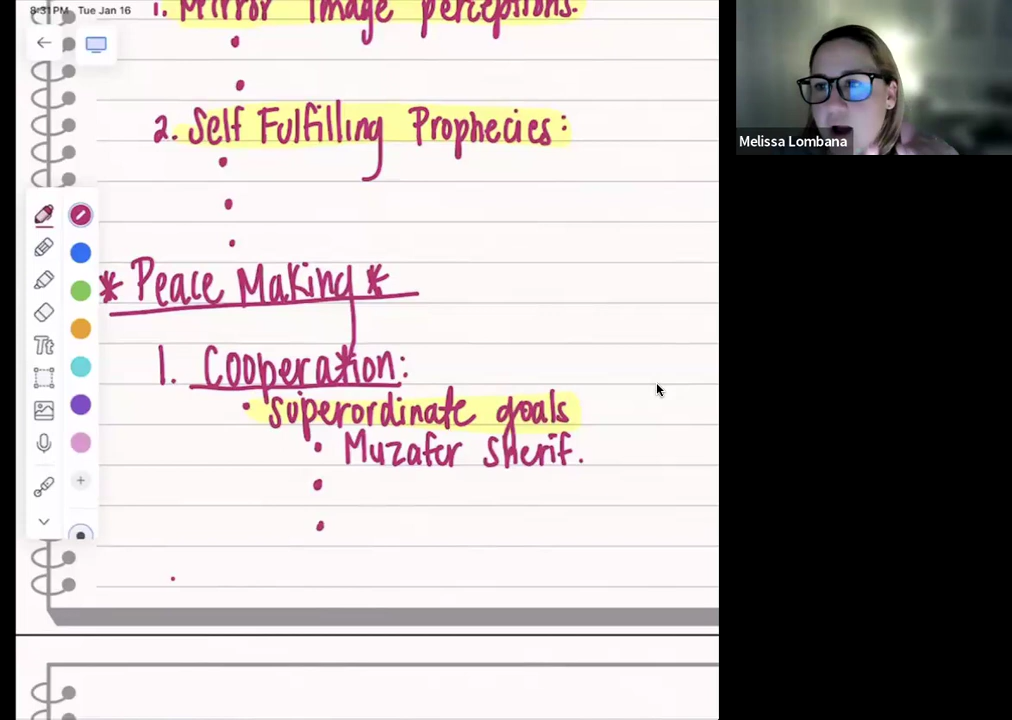 8:31 PM Tue Jan 16
1. Mirror image perceptions.
Melissa Lombana
2. Self Fulfilling Prophecies:
* Peace Making *
1. Cooperation:
• superordinate goals
• Muzafer Sherif.
Tt